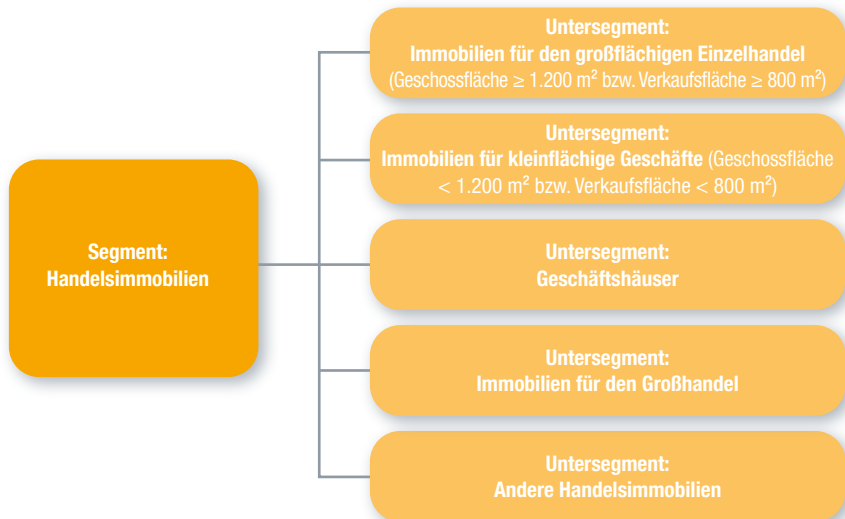 Untersegment:
Immobilien für den großflächigen Einzelhandel
(Geschossfläche ≥ 1.200 m² bzw. Verkaufsfläche ≥ 800 m²)
Untersegment:
Immobilien für kleinflächige Geschäfte (Geschossfläche
< 1.200 m² bzw. Verkaufsfläche < 800 m²)
Segment:
Handelsimmobilien
Untersegment:
Geschäftshäuser
Untersegment:
Immobilien für den Großhandel
Untersegment:
Andere Handelsimmobilien